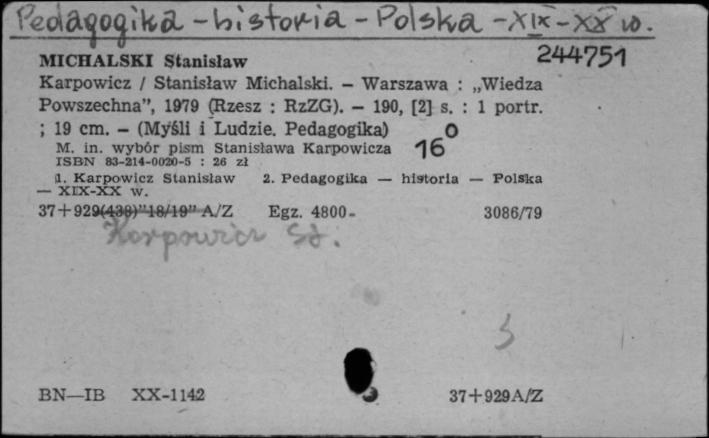 Pedagogika - historia - Polska - XIX - XX w.
MICHALSKI Stanisław
244751
Karpowicz / Stanisław Michalski. — Warszawa : „Wiedza
Powszechna”, 1979 (Rzesz : RzZG). — 190, [2] s. : 1 portr.
; 19 cm. — (Myśli i Ludzie. Pedagogika)
16⁰
M. in. wybór pism Stanisława Karpowicza
ISBN 83-214-0020-5 : 26 zł
1. Karpowicz Stanisław 2. Pedagogika — historia — Polska
— XIX-XX w.
37+929(438)"18/19" A/Z Egz. 4800- 3086/79
Karpowicz St.
BN—IB XX-1142 37+929A/Z